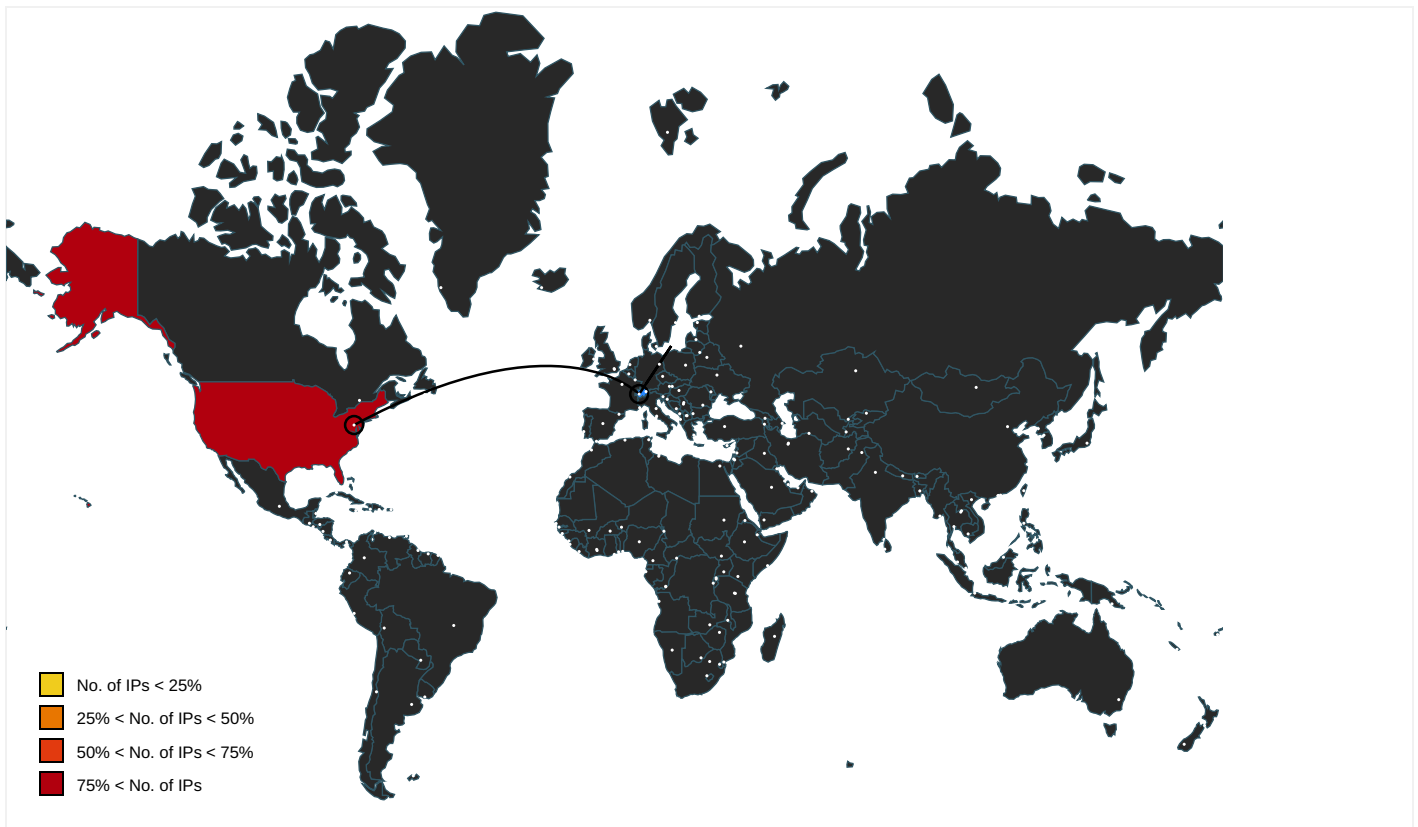 No. of IPs < 25%
25% < No. of IPs < 50%
50% < No. of IPs < 75%
75% < No. of IPs